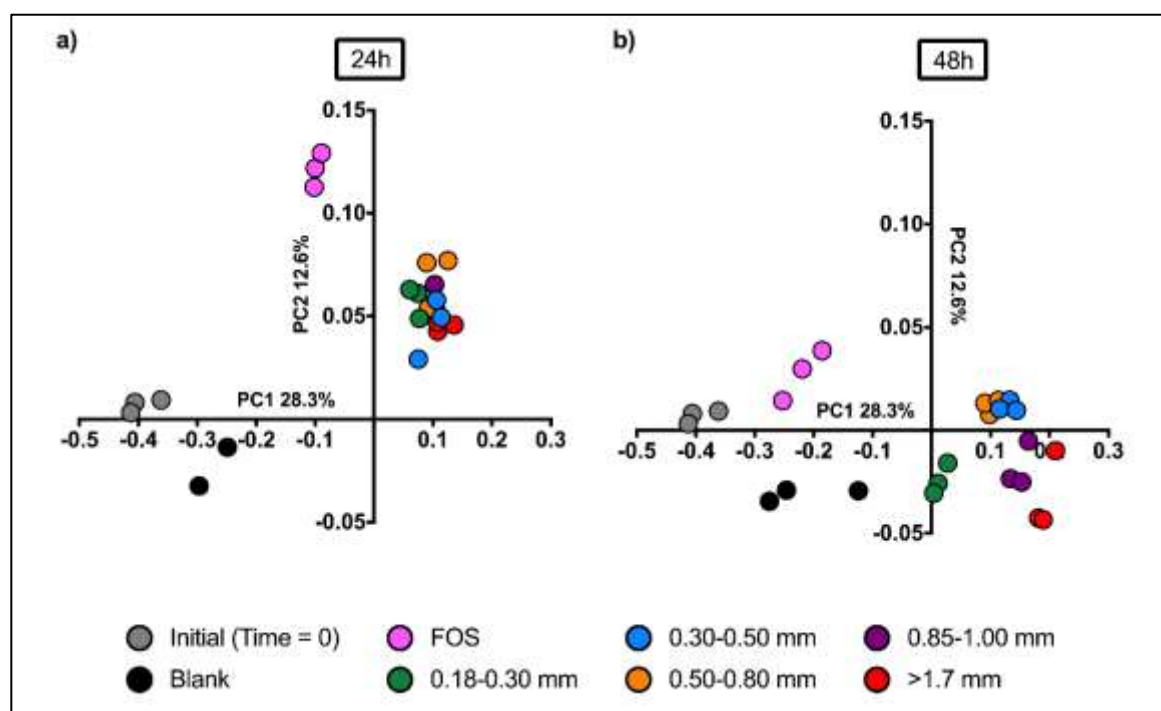 a)
24h
0.15
0.10
0.05
-0.05
PC2 12.6%
PC1 28.3%
-0.5 -0.4 -0.3 -0.2 -0.1 0.1 0.2 0.3
b)
48h
0.15
0.10
0.05
-0.05
PC2 12.6%
PC1 28.3%
-0.5 -0.4 -0.3 -0.2 -0.1 0.1 0.3
Initial (Time = 0)
FOS
0.30-0.50 mm
0.85-1.00 mm
Blank
0.18-0.30 mm
0.50-0.80 mm
>1.7 mm